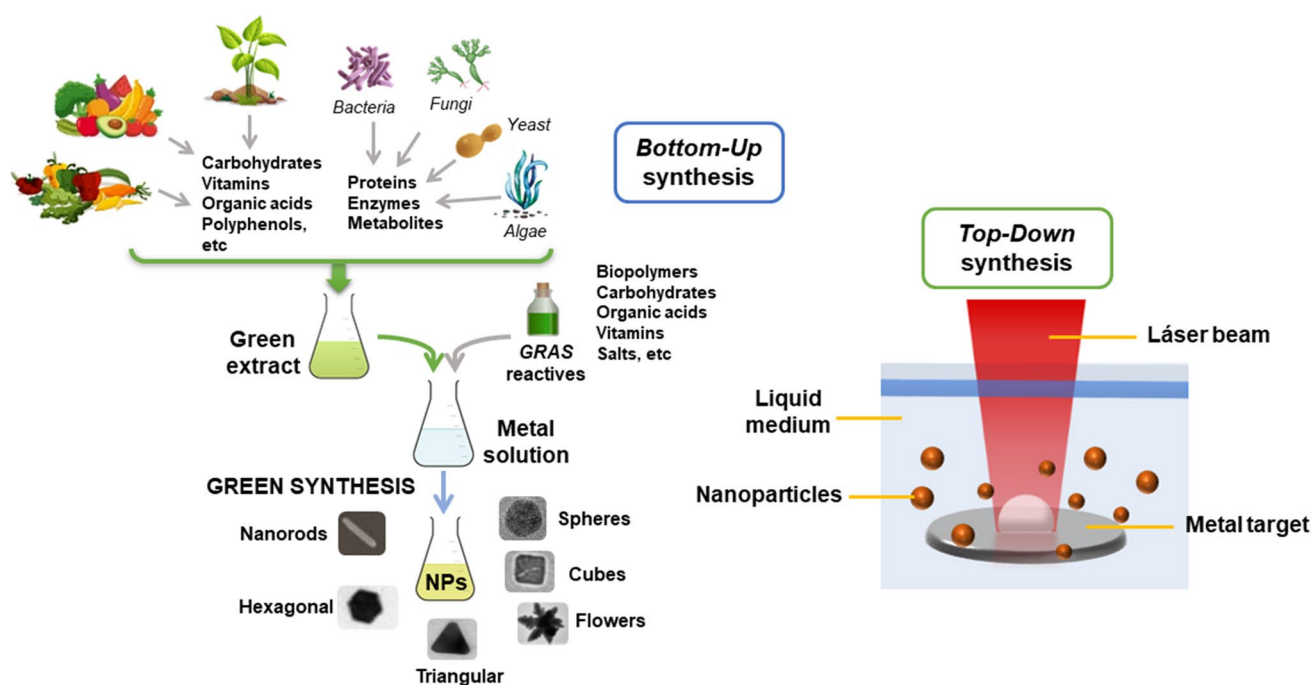 Bacteria
Fungi
Yeast
Algae
Carbohydrates
Vitamins
Organic acids
Polyphenols,
etc
Proteins
Enzymes
Metabolites
Bottom-Up
synthesis
Green
extract
GRAS
reactives
Biopolymers
Carbohydrates
Organic acids
Vitamins
Salts, etc
Metal
solution
GREEN SYNTHESIS
Nanorods
Hexagonal
NPs
Triangular
Spheres
Cubes
Flowers
Top-Down
synthesis
Láser beam
Liquid
medium
Nanoparticles
Metal target